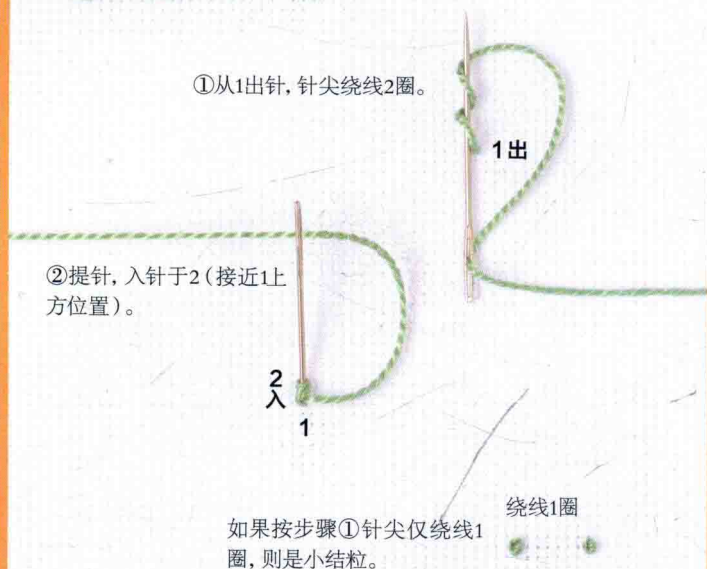 ①从1出针,针尖绕线2圈。
1出
②提针,入针于2(接近1上
方位置)。
2
入
1
绕线1圈
如果按步骤①针尖仅绕线1
圈,则是小结粒。